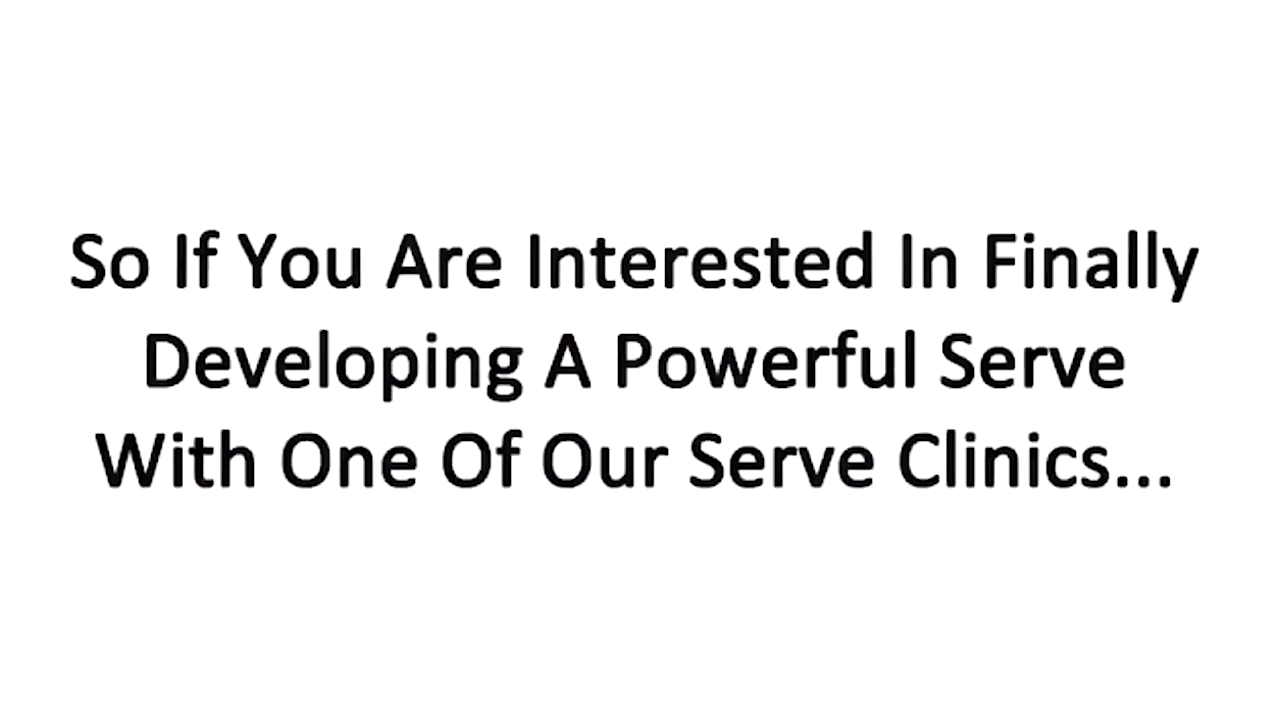 So If You Are Interested In Finally
Developing A Powerful Serve
With One Of Our Serve Clinics...